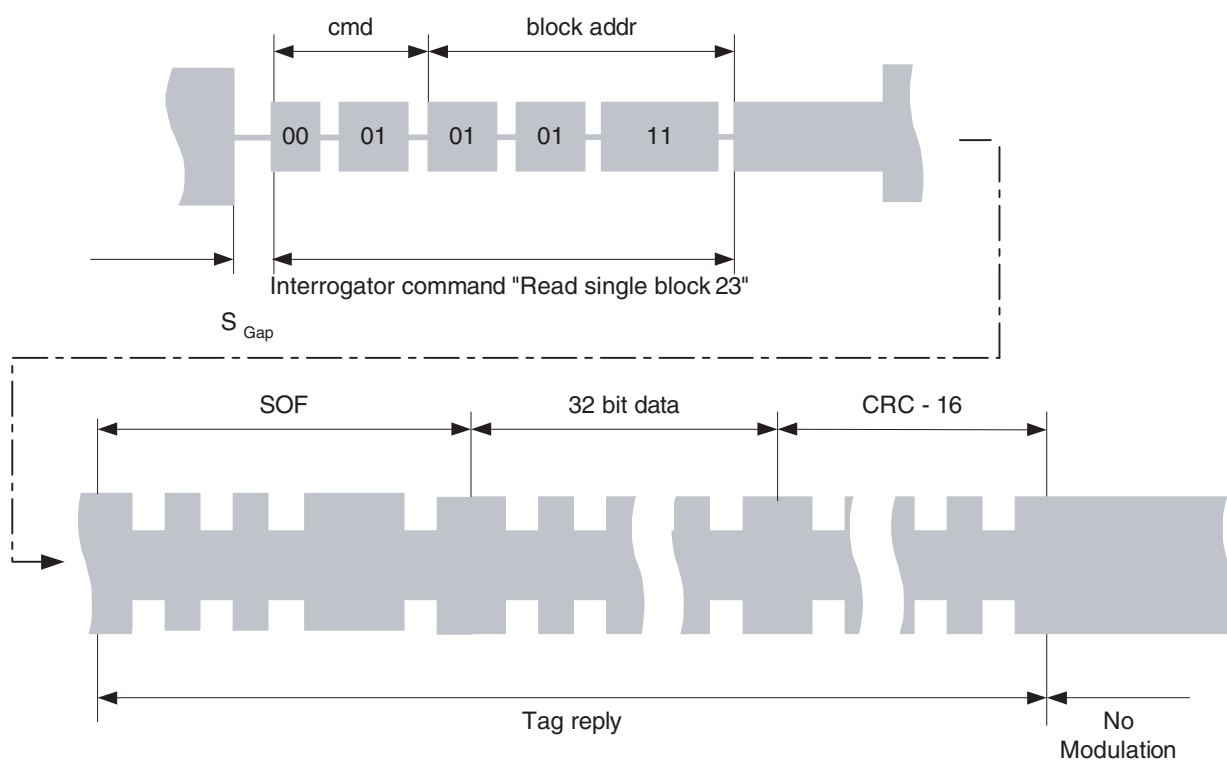 cmd
block addr
00 01 01 01 11
Interrogator command "Read single block 23"
S Gap
SOF
32 bit data
CRC - 16
Tag reply
No
Modulation